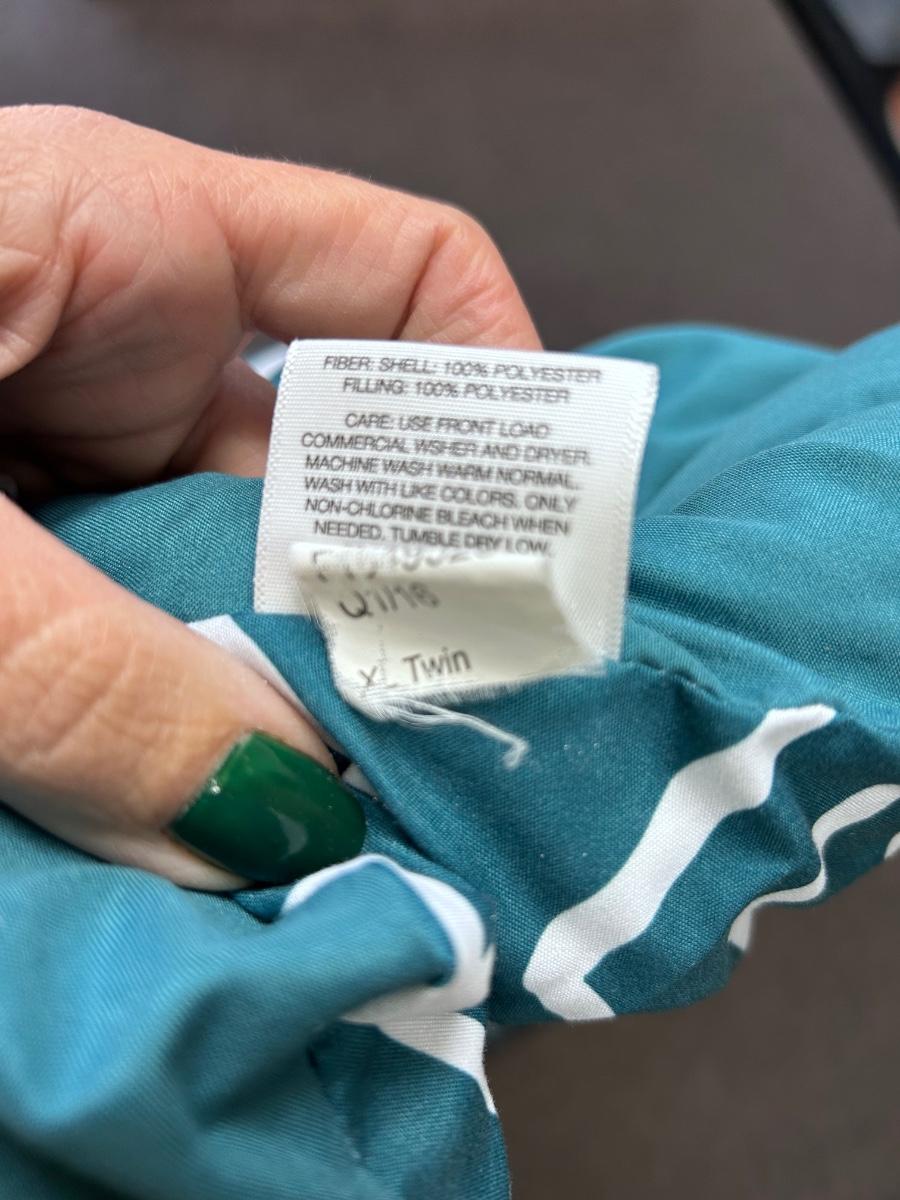 FIBER: SHELL: 100% POLYESTER
FILLING: 100% POLYESTER
CARE: USE FRONT LOAD
COMMERCIAL WSHER AND DRYER.
MACHINE WASH WARM NORMAL.
WASH WITH LIKE COLORS. ONLY
NON-CHLORINE BLEACH WHEN
NEEDED. TUMBLE DRY LOW.
XL Twin